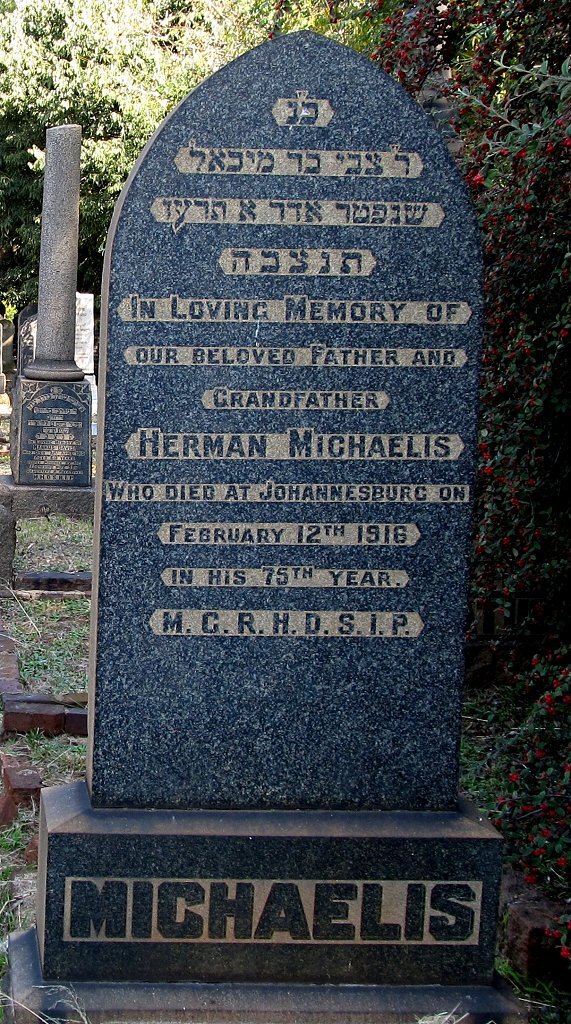 פ נ
ר' צבי בר מיכאל
שנפטר אדר א תרעו
תנצבה
IN LOVING MEMORY OF
OUR BELOVED FATHER AND
GRANDFATHER
HERMAN MICHAELIS
WHO DIED AT JOHANNESBURG ON
FEBRUARY 12TH 1916
IN HIS 75TH YEAR.
M.G.R.H.D.S.I.P.
MICHAELIS